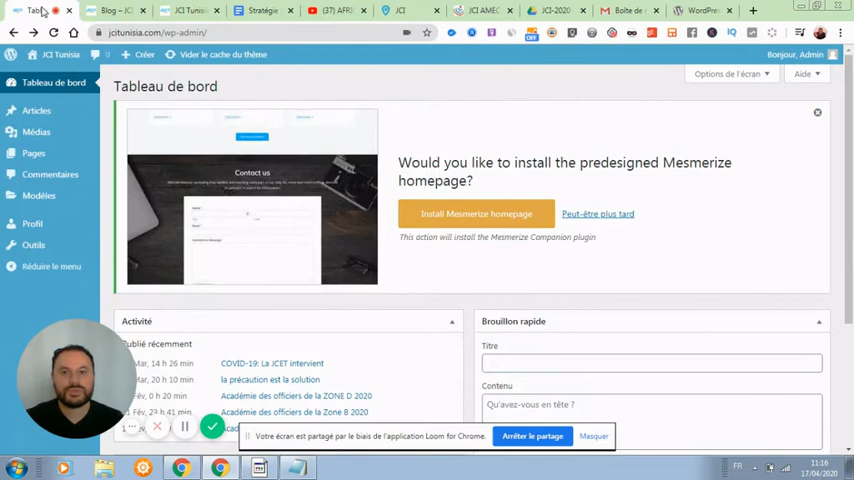 Tabl
Blog – JCI
JCI Tunisi
Stratégie
(37) AFRI
JCI
JCI AMEC
JCI-2020
Boîte de
WordPres
jcitunisia.com/wp-admin/
OFF
JCI Tunisia 0 Créer Vider le cache du thème Bonjour, Admin
Options de l'écran Aide
Tableau de bord
Articles
Médias
Pages
Commentaires
Modèles
Profil
Outils
Réduire le menu
Tableau de bord
Contact us
Would you like to install the predesigned Mesmerize
homepage?
Install Mesmerize homepage Peut-être plus tard
This action will install the Mesmerize Companion plugin
Activité
Publié récemment
Mar, 14 h 26 min COVID-19: La JCET intervient
Mar, 20 h 10 min la précaution est la solution
Fév, 0 h 20 min Académie des officiers de la ZONE D 2020
Fév, 23 h 41 min Académie des officiers de la ZONE B 2020
Brouillon rapide
Titre
Contenu
Qu'avez-vous en tête ?
Votre écran est partagé par le biais de l'application Loom for Chrome.
Arrêter le partage
Masquer
FR
11:16
17/04/2020